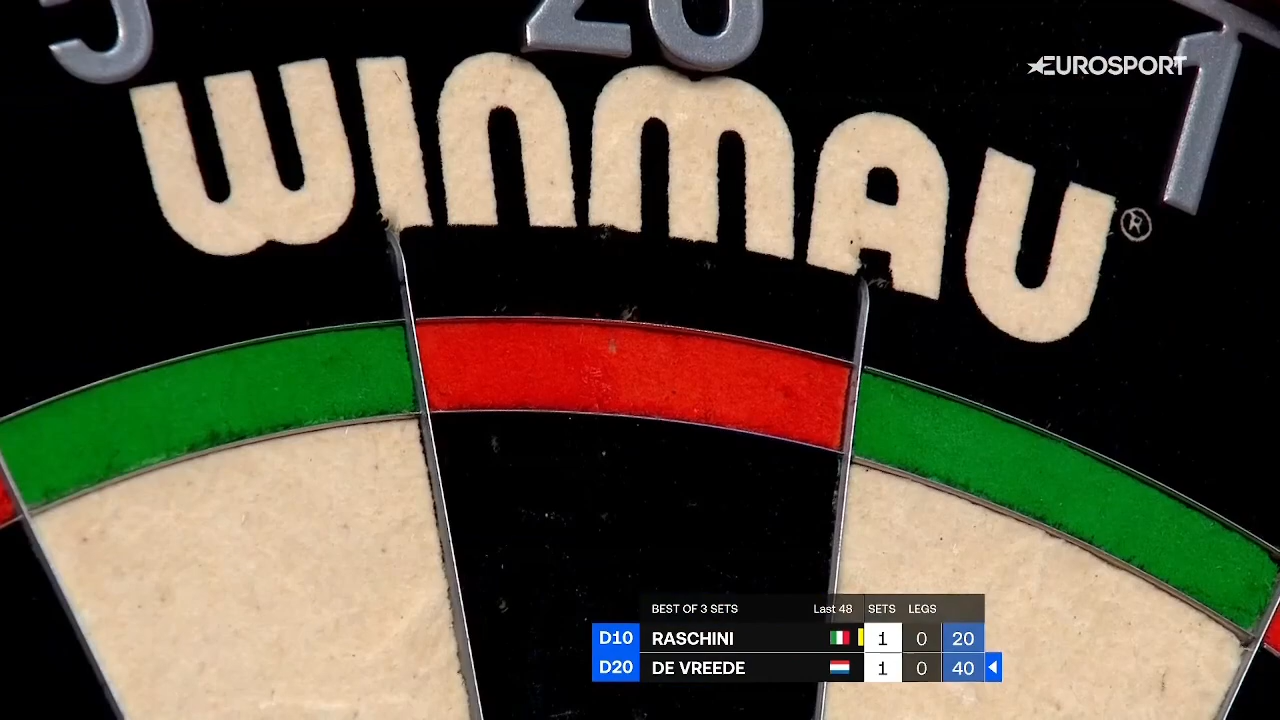 5 20 1
EUROSPORT
WINMAU®
BEST OF 3 SETS Last 48 SETS LEGS
D10 RASCHINI 1 0 20
D20 DE VREEDE 1 0 40